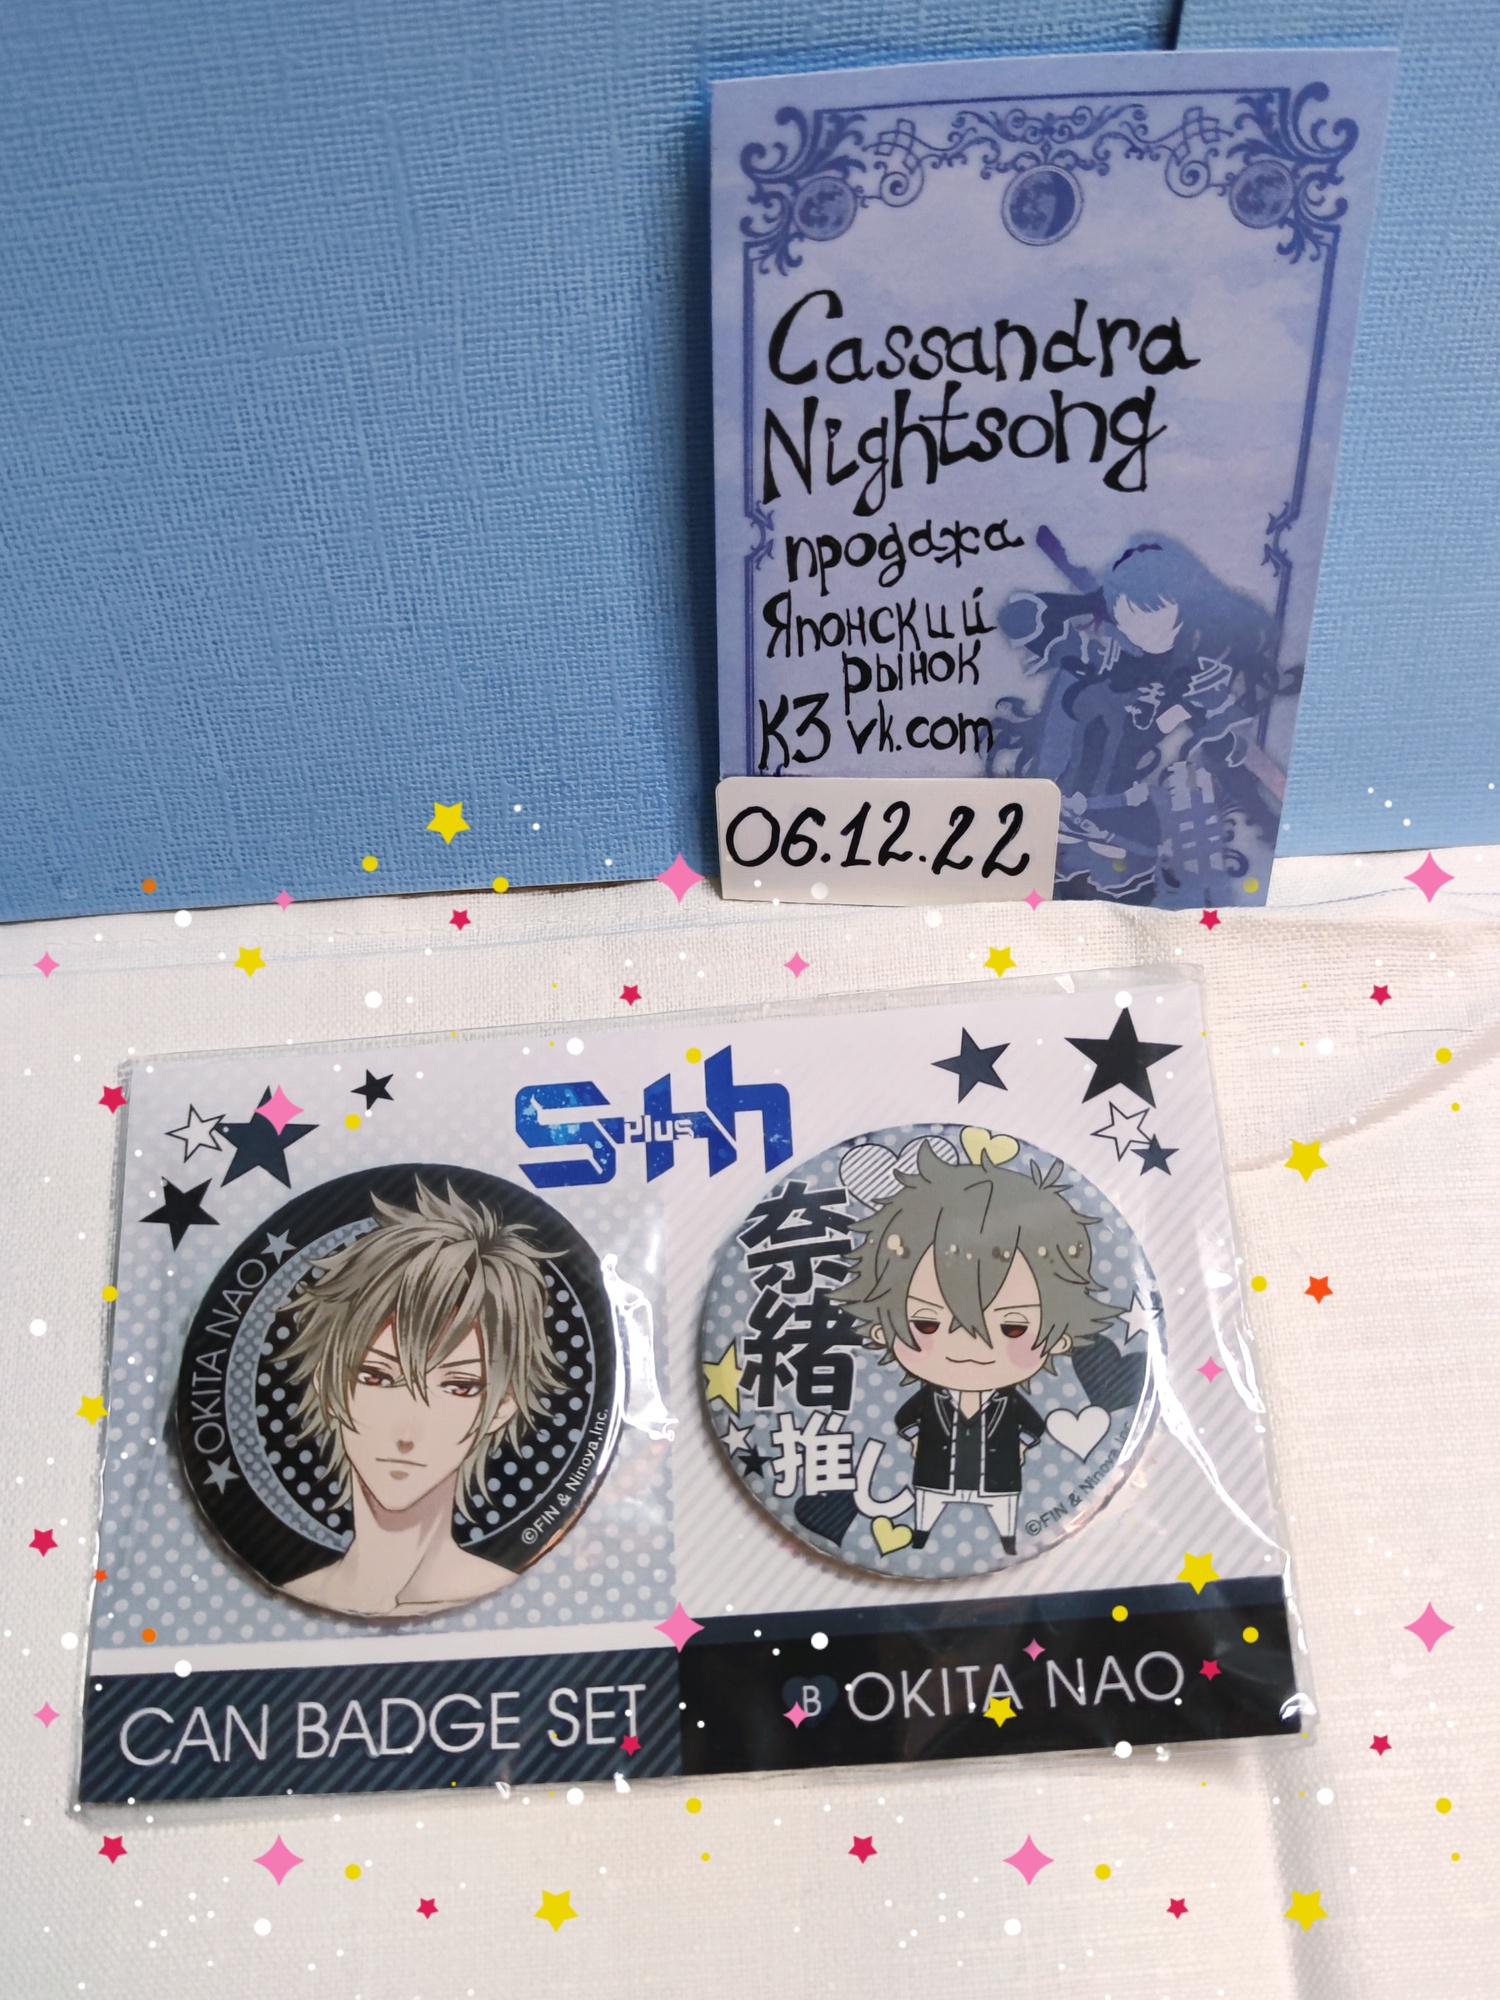 Cassandra
Nightsong
продажа
Японский
рынок
КЗ vk.com
06.12.22
S plus h
★ OKITA NAO ★
©FIN & Ninoya,Inc.
奈緒
推し
©FIN & Ninoya,Inc.
CAN BADGE SET
B OKITA NAO